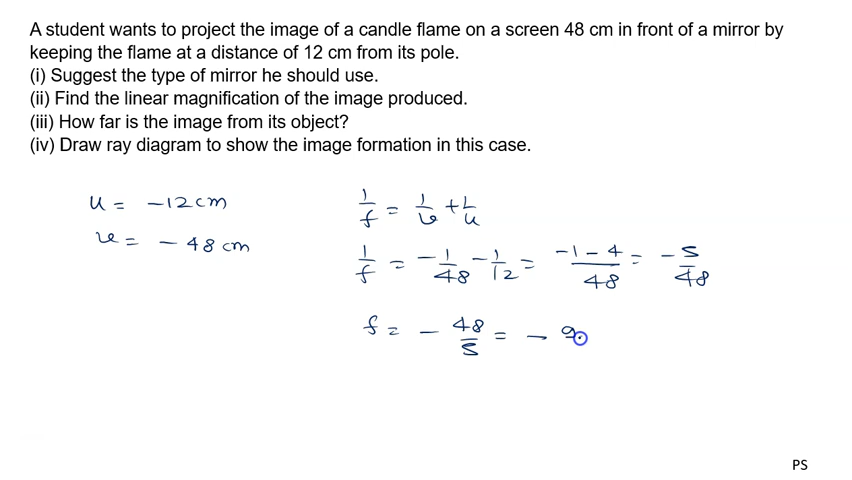 A student wants to project the image of a candle flame on a screen 48 cm in front of a mirror by
keeping the flame at a distance of 12 cm from its pole.
(i) Suggest the type of mirror he should use.
(ii) Find the linear magnification of the image produced.
(iii) How far is the image from its object?
(iv) Draw ray diagram to show the image formation in this case.
u = -12cm
v = - 48 cm
1/f = 1/v + 1/u
1/f = -1/48 - 1/12 = -1-4/48 = -5/48
f = - 48/5 = - 9.
PS